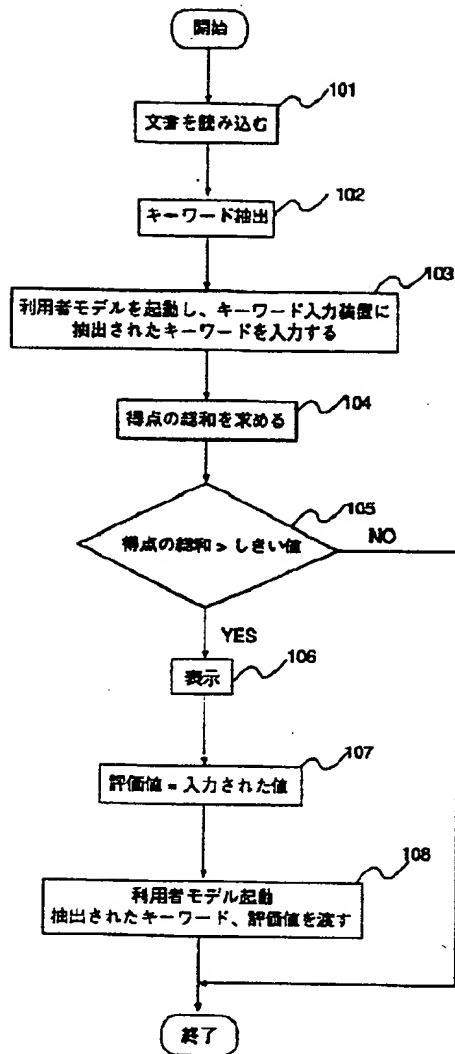 開始
101
文書を読み込む
102
キーワード抽出
103
利用者モデルを起動し、キーワード入力装置に
抽出されたキーワードを入力する
104
得点の総和を求める
105
得点の総和 > しきい値
NO
YES
106
表示
107
評価値 = 入力された値
108
利用者モデル起動
抽出されたキーワード、評価値を渡す
終了